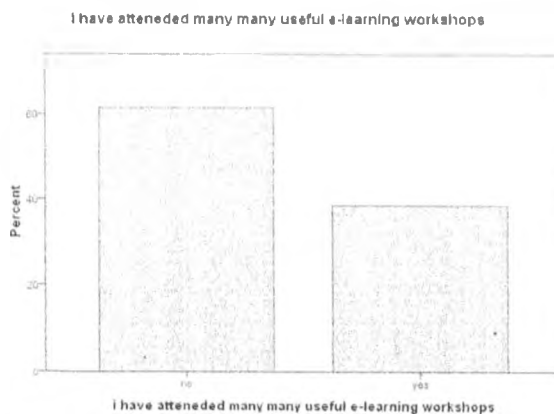 I have atteneded many many useful e-learning workshops
60
40
20
0
Percent
no
yes
i have atteneded many many useful e-learning workshops